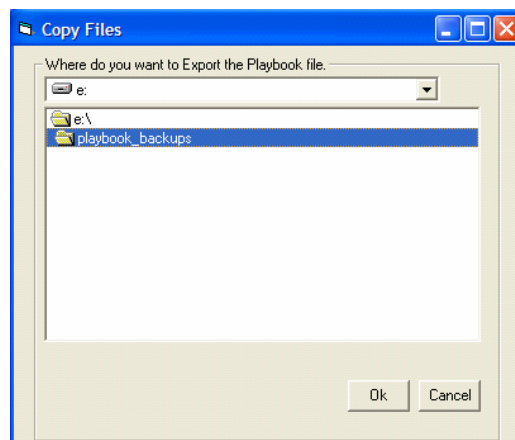 Copy Files
Where do you want to Export the Playbook file.
e:
e:\
playbook_backups
Ok Cancel